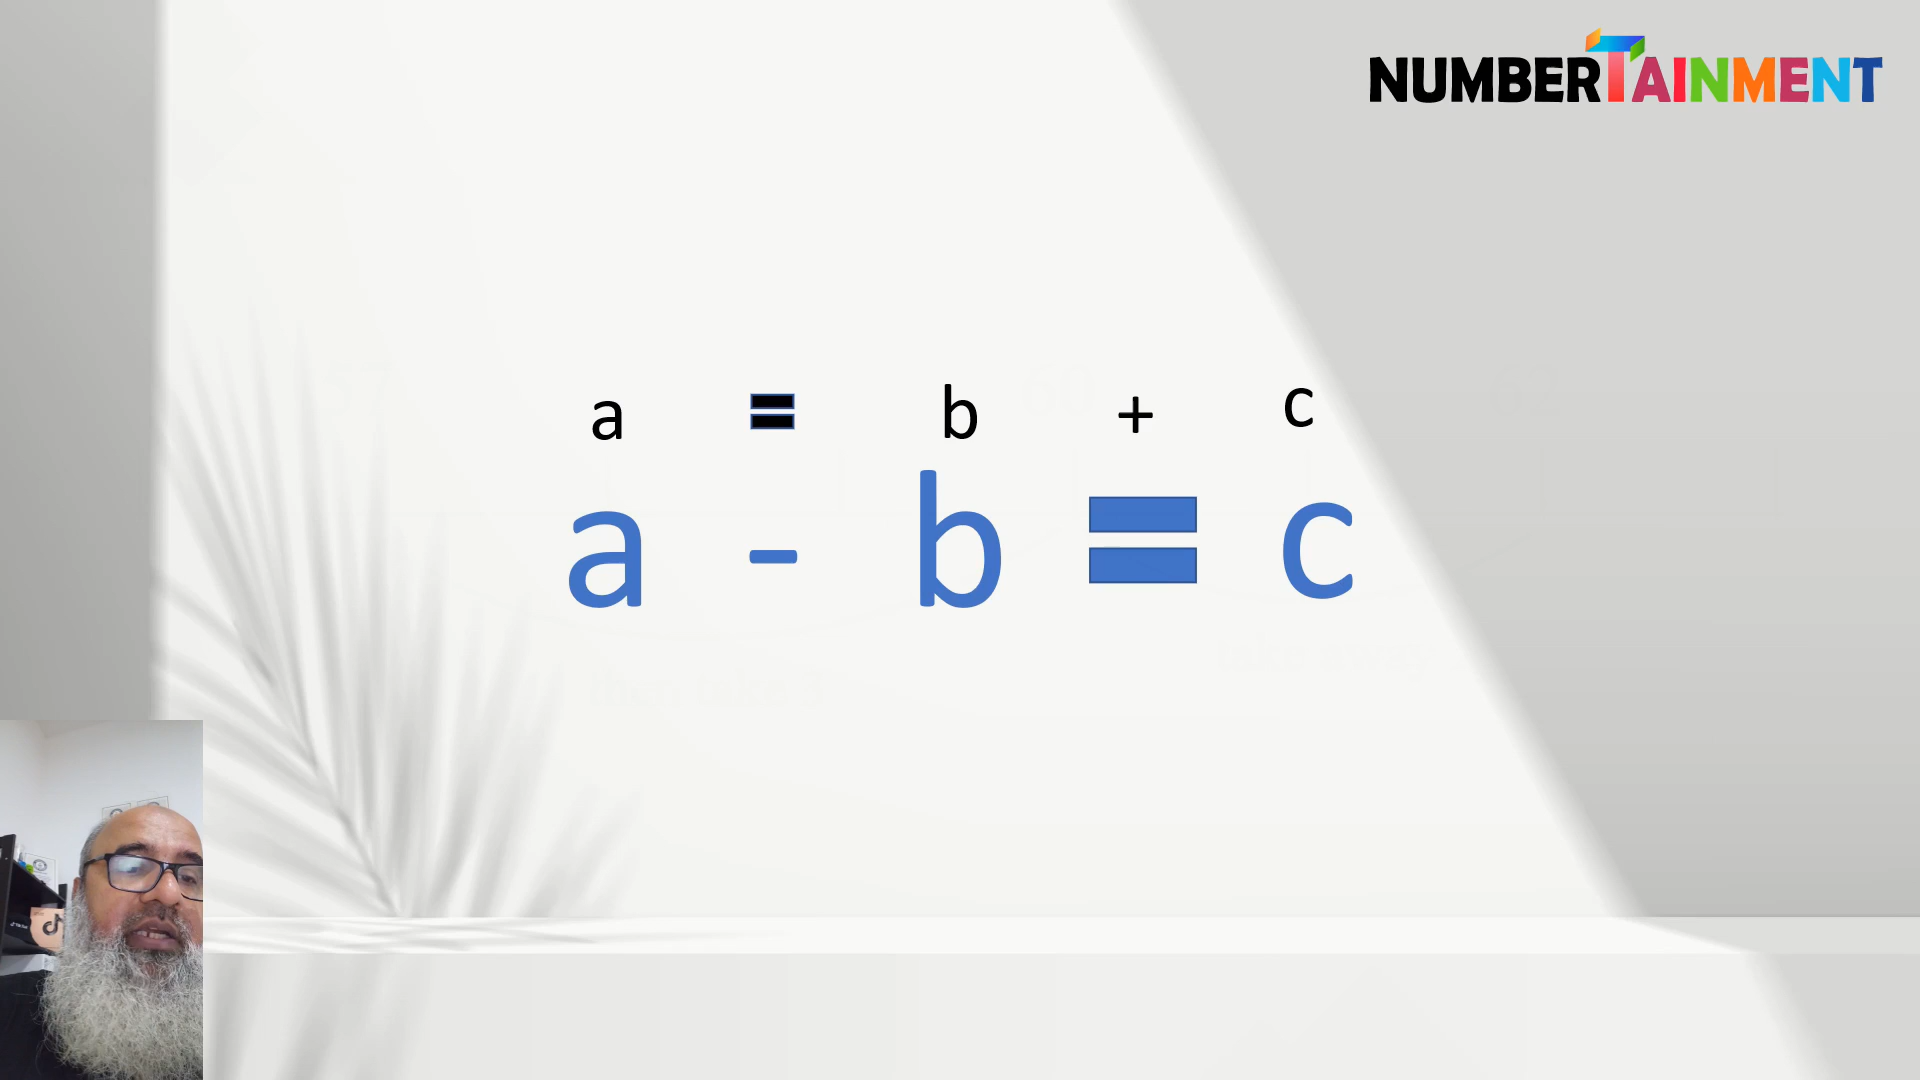 NUMBERTAINMENT
a = b + c
a - b = c